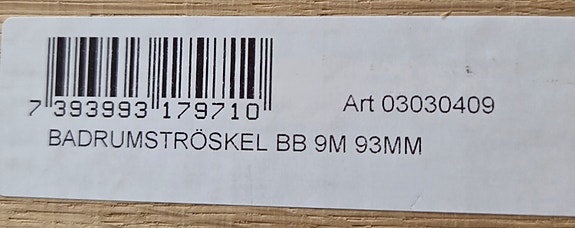 Art 03030409
7 393993 179710
BADRUMSTRÖSKEL BB 9M 93MM